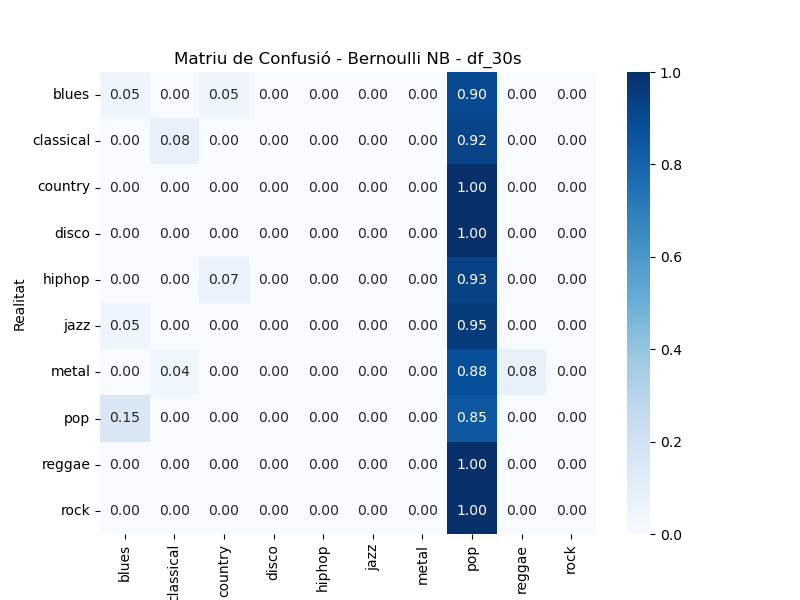 Matriu de Confusió - Bernoulli NB - df_30s
Realitat
blues 0.05 0.00 0.05 0.00 0.00 0.00 0.00 0.90 0.00 0.00
classical 0.00 0.08 0.00 0.00 0.00 0.00 0.00 0.92 0.00 0.00
country 0.00 0.00 0.00 0.00 0.00 0.00 0.00 1.00 0.00 0.00
disco 0.00 0.00 0.00 0.00 0.00 0.00 0.00 1.00 0.00 0.00
hiphop 0.00 0.00 0.07 0.00 0.00 0.00 0.00 0.93 0.00 0.00
jazz 0.05 0.00 0.00 0.00 0.00 0.00 0.00 0.95 0.00 0.00
metal 0.00 0.04 0.00 0.00 0.00 0.00 0.00 0.88 0.08 0.00
pop 0.15 0.00 0.00 0.00 0.00 0.00 0.00 0.85 0.00 0.00
reggae 0.00 0.00 0.00 0.00 0.00 0.00 0.00 1.00 0.00 0.00
rock 0.00 0.00 0.00 0.00 0.00 0.00 0.00 1.00 0.00 0.00
blues classical country disco hiphop jazz metal pop reggae rock
1.0
0.8
0.6
0.4
0.2
0.0